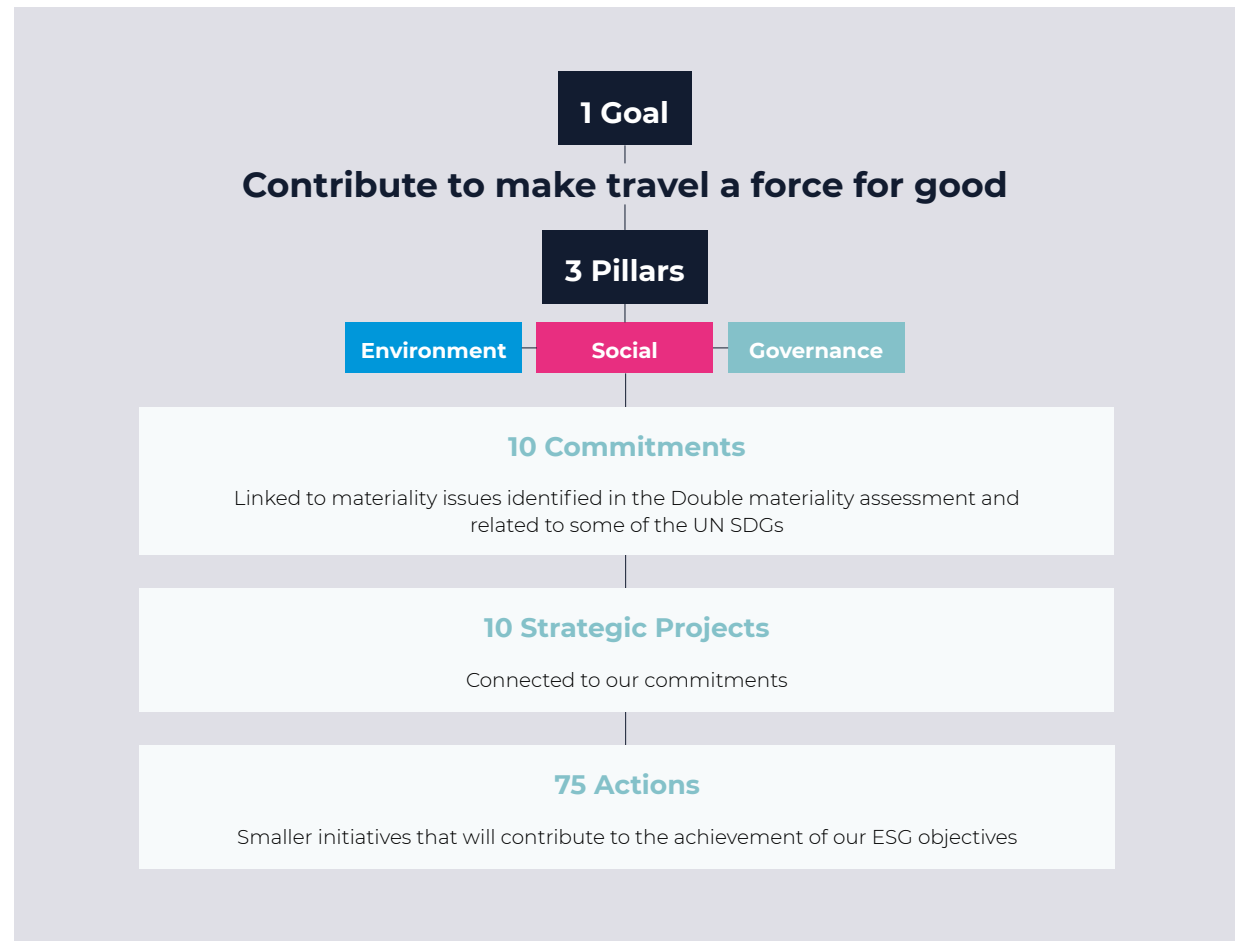 1 Goal
Contribute to make travel a force for good
3 Pillars
Environment
Social
Governance
10 Commitments
Linked to materiality issues identified in the Double materiality assessment and
related to some of the UN SDGs
10 Strategic Projects
Connected to our commitments
75 Actions
Smaller initiatives that will contribute to the achievement of our ESG objectives